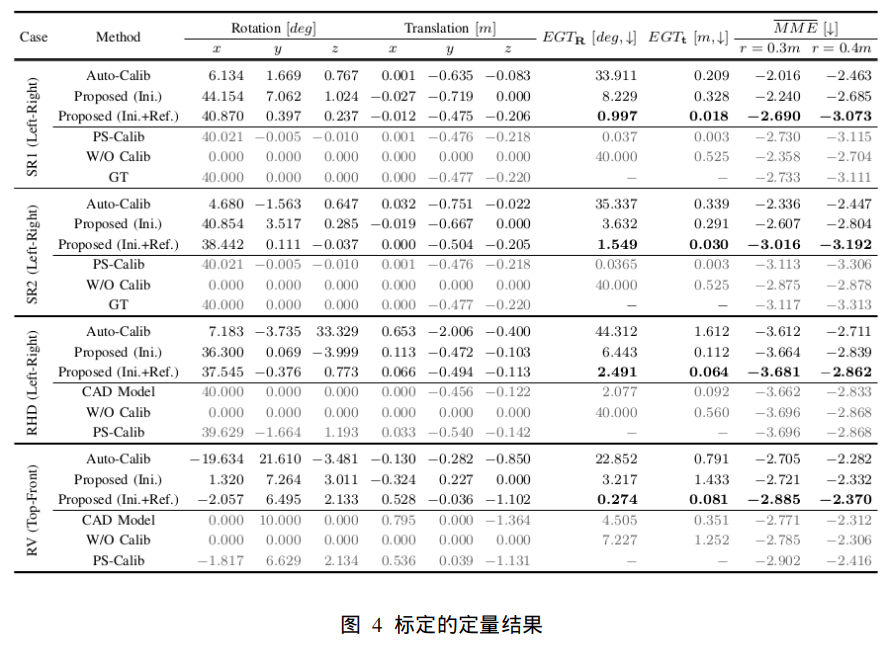 Case Method Rotation [deg] Translation [m] EGT_R [deg,↓] EGT_t [m,↓] MME [↓]
x y z x y z r = 0.3m r = 0.4m
SR1 (Left-Right)
Auto-Calib 6.134 1.669 0.767 0.001 −0.635 −0.083 33.911 0.209 −2.016 −2.463
Proposed (Ini.) 44.154 7.062 1.024 −0.027 −0.719 0.000 8.229 0.328 −2.240 −2.685
Proposed (Ini.+Ref.) 40.870 0.397 0.237 −0.012 −0.475 −0.206 0.997 0.018 −2.690 −3.073
PS-Calib 40.021 −0.005 −0.010 0.001 −0.476 −0.218 0.037 0.003 −2.730 −3.115
W/O Calib 0.000 0.000 0.000 0.000 0.000 0.000 40.000 0.525 −2.358 −2.704
GT 40.000 0.000 0.000 0.000 −0.477 −0.220 − − −2.733 −3.111
SR2 (Left-Right)
Auto-Calib 4.680 −1.563 0.647 0.032 −0.751 −0.022 35.337 0.339 −2.336 −2.447
Proposed (Ini.) 40.854 3.517 0.285 −0.019 −0.667 0.000 3.632 0.291 −2.607 −2.804
Proposed (Ini.+Ref.) 38.442 0.111 −0.037 0.000 −0.504 −0.205 1.549 0.030 −3.016 −3.192
PS-Calib 40.021 −0.005 −0.010 0.001 −0.476 −0.218 0.0365 0.003 −3.113 −3.306
W/O Calib 0.000 0.000 0.000 0.000 0.000 0.000 40.000 0.525 −2.875 −2.878
GT 40.000 0.000 0.000 0.000 −0.477 −0.220 − − −3.117 −3.313
RHD (Left-Right)
Auto-Calib 7.183 −3.735 33.329 0.653 −2.006 −0.400 44.312 1.612 −3.612 −2.711
Proposed (Ini.) 36.300 0.069 −3.999 0.113 −0.472 −0.103 6.443 0.112 −3.664 −2.839
Proposed (Ini.+Ref.) 37.545 −0.376 0.773 0.066 −0.494 −0.113 2.491 0.064 −3.681 −2.862
CAD Model 40.000 0.000 0.000 0.000 −0.456 −0.122 2.077 0.092 −3.662 −2.833
W/O Calib 0.000 0.000 0.000 0.000 0.000 0.000 40.000 0.560 −3.696 −2.868
PS-Calib 39.629 −1.664 1.193 0.033 −0.540 −0.142 − − −3.696 −2.868
RV (Top-Front)
Auto-Calib −19.634 21.610 −3.481 −0.130 −0.282 −0.850 22.852 0.791 −2.705 −2.282
Proposed (Ini.) 1.320 7.264 3.011 −0.324 0.227 0.000 3.217 1.433 −2.721 −2.332
Proposed (Ini.+Ref.) −2.057 6.495 2.133 0.528 −0.036 −1.102 0.274 0.081 −2.885 −2.370
CAD Model 0.000 10.000 0.000 0.795 0.000 −1.364 4.505 0.351 −2.771 −2.312
W/O Calib 0.000 0.000 0.000 0.000 0.000 0.000 7.227 1.252 −2.785 −2.306
PS-Calib −1.817 6.629 2.134 0.536 0.039 −1.131 − − −2.902 −2.416
图 4 标定的定量结果